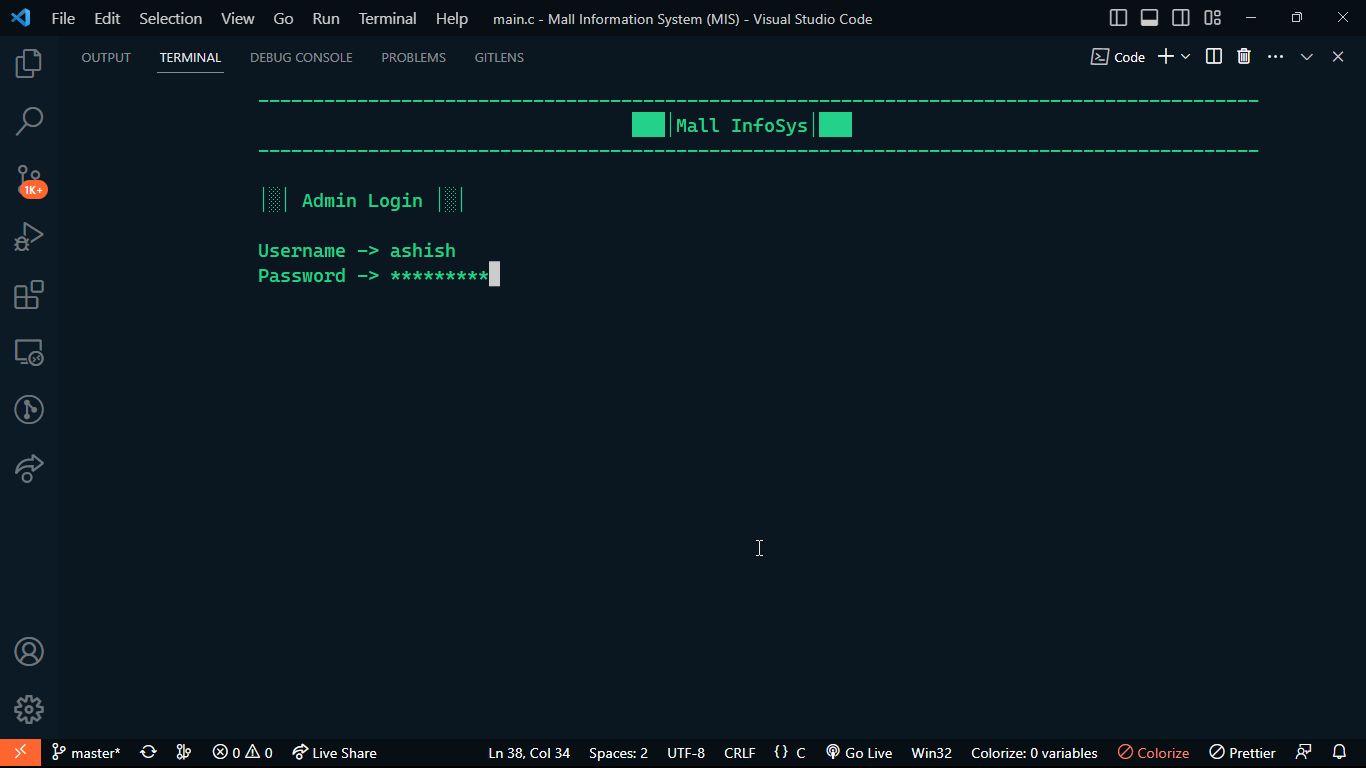 File Edit Selection View Go Run Terminal Help main.c - Mall Information System (MIS) - Visual Studio Code
OUTPUT TERMINAL DEBUG CONSOLE PROBLEMS GITLENS Code
Mall InfoSys
1K+
Admin Login
Username -> ashish
Password -> *********
master* 0 0 Live Share Ln 38, Col 34 Spaces: 2 UTF-8 CRLF {} C Go Live Win32 Colorize: 0 variables Colorize Prettier